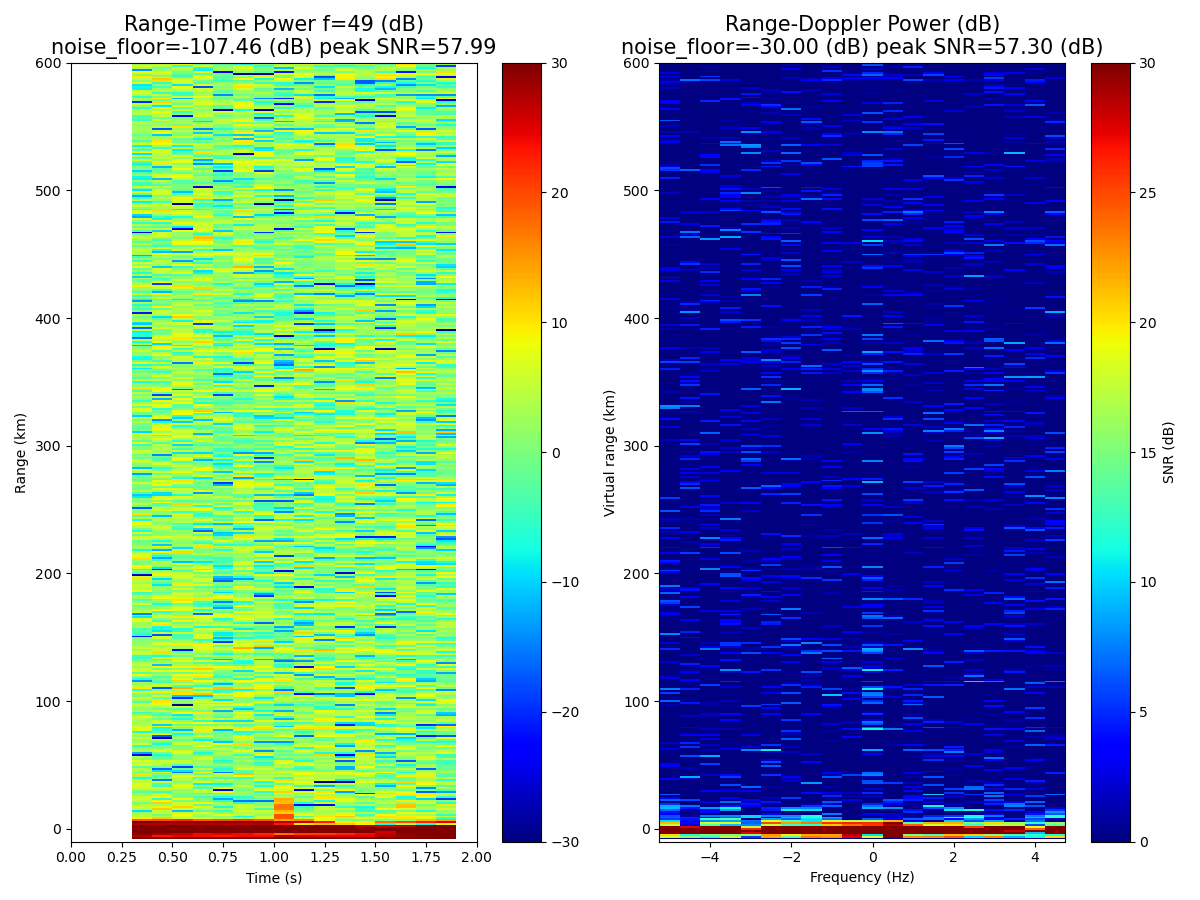 Range-Time Power f=49 (dB)
noise_floor=-107.46 (dB) peak SNR=57.99
Range (km)
600
500
400
300
200
100
0
0.00 0.25 0.50 0.75 1.00 1.25 1.50 1.75 2.00
Time (s)
30
20
10
0
−10
−20
−30
Range-Doppler Power (dB)
noise_floor=-30.00 (dB) peak SNR=57.30 (dB)
Virtual range (km)
600
500
400
300
200
100
0
−4 −2 0 2 4
Frequency (Hz)
30
25
20
15
10
5
0
SNR (dB)